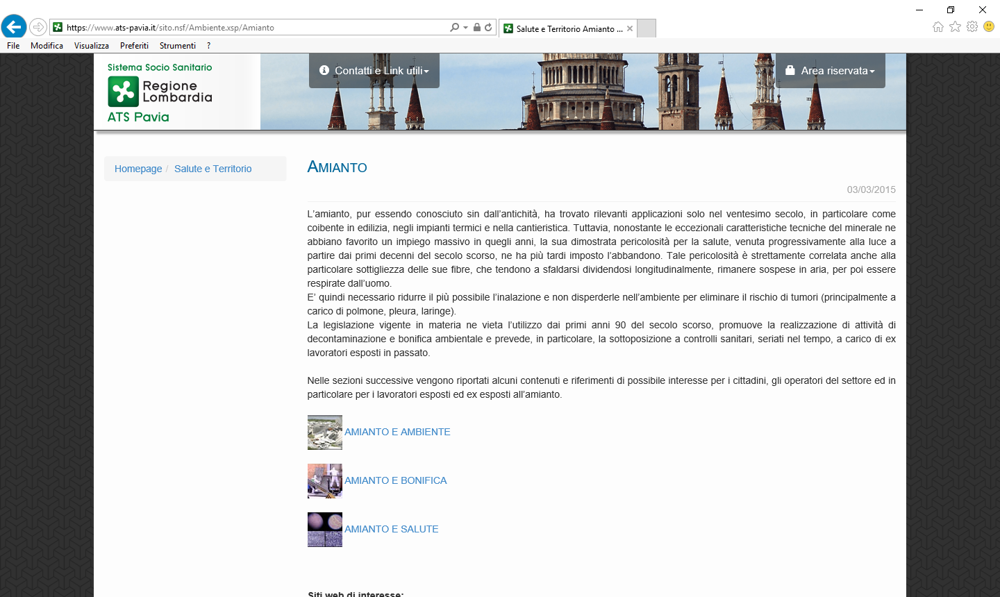 https://www.ats-pavia.it/sito.nsf/Ambiente.xsp/Amianto
Salute e Territorio Amianto ...
File Modifica Visualizza Preferiti Strumenti ?
Sistema Socio Sanitario
Regione
Lombardia
ATS Pavia
Contatti e Link utili
Area riservata
Homepage / Salute e Territorio
AMIANTO
03/03/2015
L’amianto, pur essendo conosciuto sin dall’antichità, ha trovato rilevanti applicazioni solo nel ventesimo secolo, in particolare come
coibente in edilizia, negli impianti termici e nella cantieristica. Tuttavia, nonostante le eccezionali caratteristiche tecniche del minerale ne
abbiano favorito un impiego massivo in quegli anni, la sua dimostrata pericolosità per la salute, venuta progressivamente alla luce a
partire dai primi decenni del secolo scorso, ne ha più tardi imposto l’abbandono. Tale pericolosità è strettamente correlata anche alla
particolare sottigliezza delle sue fibre, che tendono a sfaldarsi dividendosi longitudinalmente, rimanere sospese in aria, per poi essere
respirate dall’uomo.
E’ quindi necessario ridurre il più possibile l’inalazione e non disperderle nell’ambiente per eliminare il rischio di tumori (principalmente a
carico di polmone, pleura, laringe).
La legislazione vigente in materia ne vieta l’utilizzo dai primi anni 90 del secolo scorso, promuove la realizzazione di attività di
decontaminazione e bonifica ambientale e prevede, in particolare, la sottoposizione a controlli sanitari, seriati nel tempo, a carico di ex
lavoratori esposti in passato.
Nelle sezioni successive vengono riportati alcuni contenuti e riferimenti di possibile interesse per i cittadini, gli operatori del settore ed in
particolare per i lavoratori esposti ed ex esposti all’amianto.
AMIANTO E AMBIENTE
AMIANTO E BONIFICA
AMIANTO E SALUTE
Siti web di interesse: